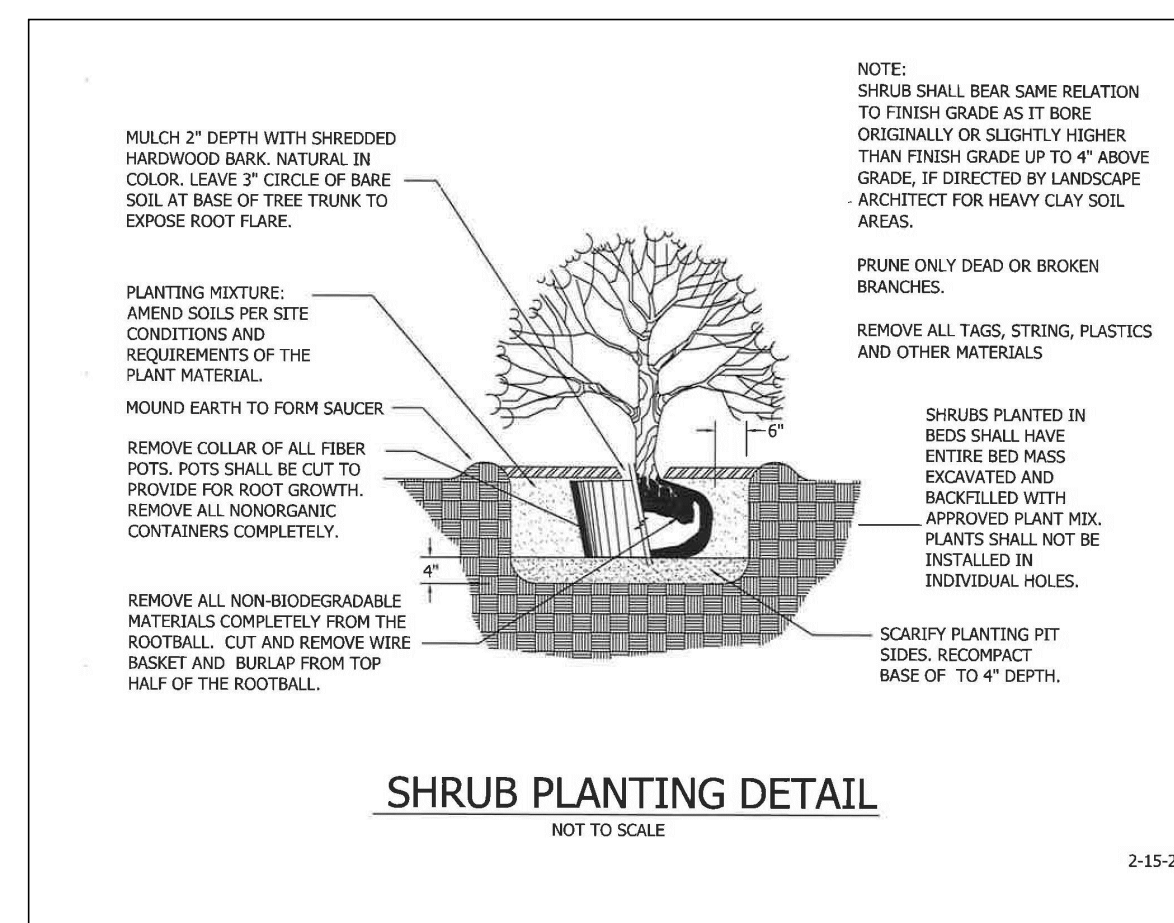 MULCH 2" DEPTH WITH SHREDDED
HARDWOOD BARK. NATURAL IN
COLOR. LEAVE 3" CIRCLE OF BARE
SOIL AT BASE OF TREE TRUNK TO
EXPOSE ROOT FLARE.
PLANTING MIXTURE:
AMEND SOILS PER SITE
CONDITIONS AND
REQUIREMENTS OF THE
PLANT MATERIAL.
MOUND EARTH TO FORM SAUCER
REMOVE COLLAR OF ALL FIBER
POTS. POTS SHALL BE CUT TO
PROVIDE FOR ROOT GROWTH.
REMOVE ALL NONORGANIC
CONTAINERS COMPLETELY.
4"
REMOVE ALL NON-BIODEGRADABLE
MATERIALS COMPLETELY FROM THE
ROOTBALL. CUT AND REMOVE WIRE
BASKET AND BURLAP FROM TOP
HALF OF THE ROOTBALL.
6"
NOTE:
SHRUB SHALL BEAR SAME RELATION
TO FINISH GRADE AS IT BORE
ORIGINALLY OR SLIGHTLY HIGHER
THAN FINISH GRADE UP TO 4" ABOVE
GRADE, IF DIRECTED BY LANDSCAPE
ARCHITECT FOR HEAVY CLAY SOIL
AREAS.
PRUNE ONLY DEAD OR BROKEN
BRANCHES.
REMOVE ALL TAGS, STRING, PLASTICS
AND OTHER MATERIALS
SHRUBS PLANTED IN
BEDS SHALL HAVE
ENTIRE BED MASS
EXCAVATED AND
BACKFILLED WITH
APPROVED PLANT MIX.
PLANTS SHALL NOT BE
INSTALLED IN
INDIVIDUAL HOLES.
SCARIFY PLANTING PIT
SIDES. RECOMPACT
BASE OF TO 4" DEPTH.
SHRUB PLANTING DETAIL
NOT TO SCALE
2-15-2